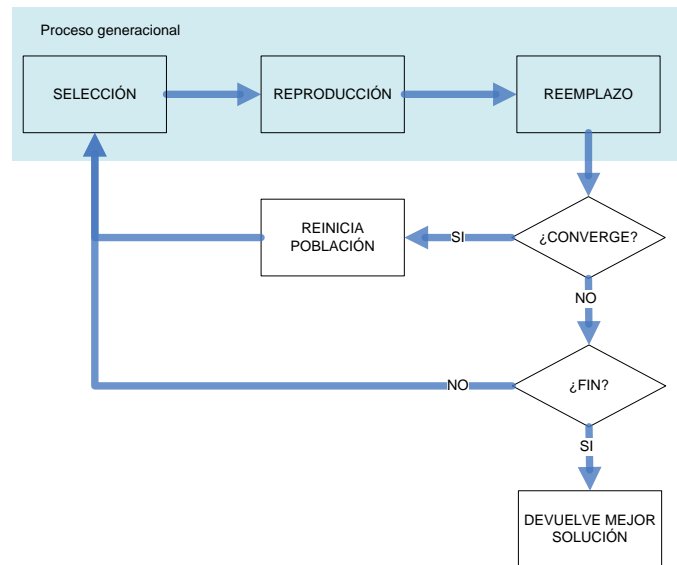 Proceso generacional
SELECCIÓN
REPRODUCCIÓN
REEMPLAZO
REINICIA
POBLACIÓN
SI
¿CONVERGE?
NO
NO
¿FIN?
SI
DEVUELVE MEJOR
SOLUCIÓN